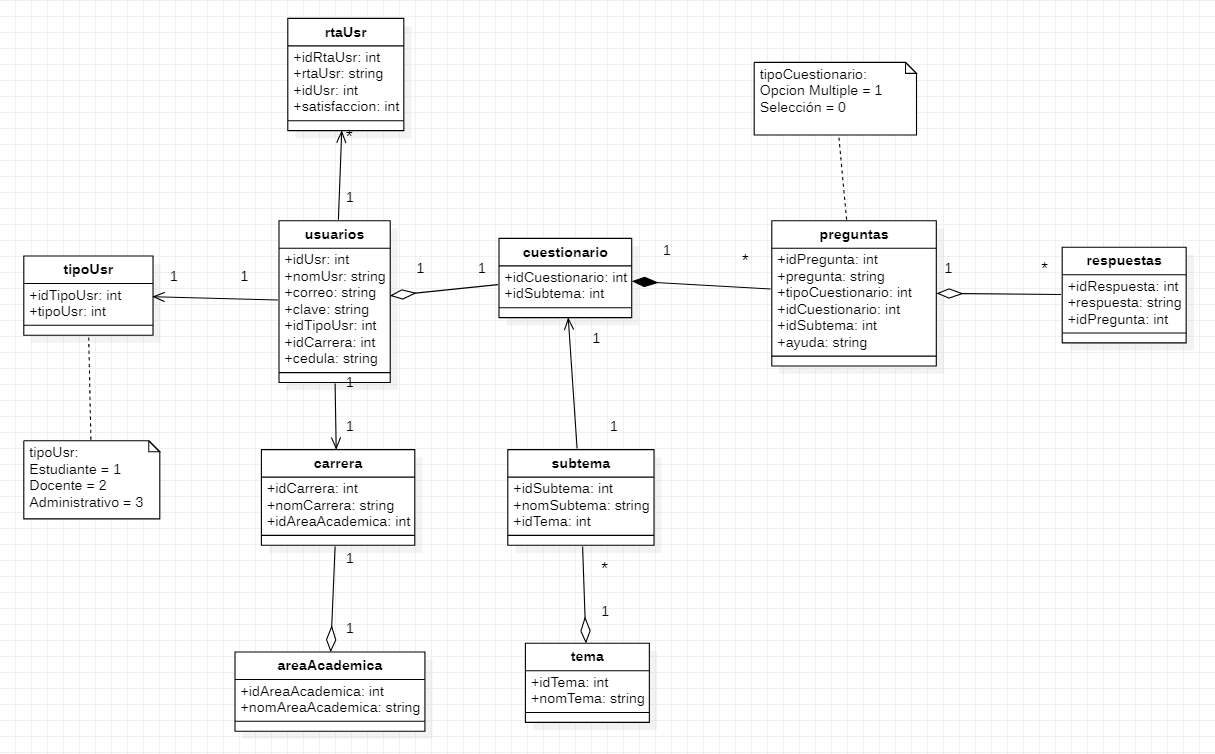 rtaUsr
+idRtaUsr: int
+rtaUsr: string
+idUsr: int
+satisfaccion: int
*
1
tipoCuestionario:
Opcion Multiple = 1
Selección = 0
usuarios
+idUsr: int
+nomUsr: string
+correo: string
+clave: string
+idTipoUsr: int
+idCarrera: int
+cedula: string
1
1
tipoUsr
+idTipoUsr: int
+tipoUsr: int
1
1
tipoUsr:
Estudiante = 1
Docente = 2
Administrativo = 3
1
1
cuestionario
+idCuestionario: int
+idSubtema: int
1
*
preguntas
+idPregunta: int
+pregunta: string
+tipoCuestionario: int
+idCuestionario: int
+idSubtema: int
+ayuda: string
1
*
respuestas
+idRespuesta: int
+respuesta: string
+idPregunta: int
1
1
carrera
+idCarrera: int
+nomCarrera: string
+idAreaAcademica: int
1
1
subtema
+idSubtema: int
+nomSubtema: string
+idTema: int
*
1
areaAcademica
+idAreaAcademica: int
+nomAreaAcademica: string
tema
+idTema: int
+nomTema: string